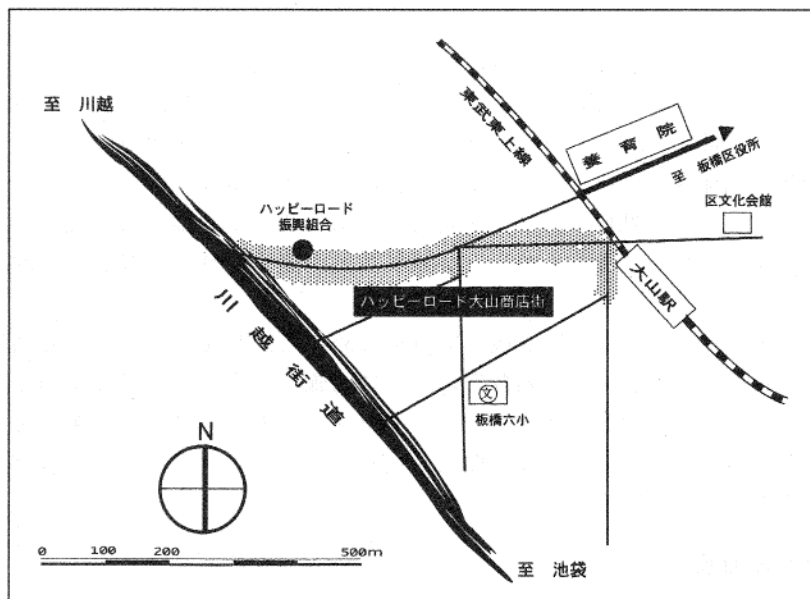 至 川越
東武東上線
養育院
至 板橋区役所
区文化会館
ハッピーロード
振興組合
大山駅
ハッピーロード大山商店街
川越街道
文
板橋六小
N
0 100 200 500m
至 池袋